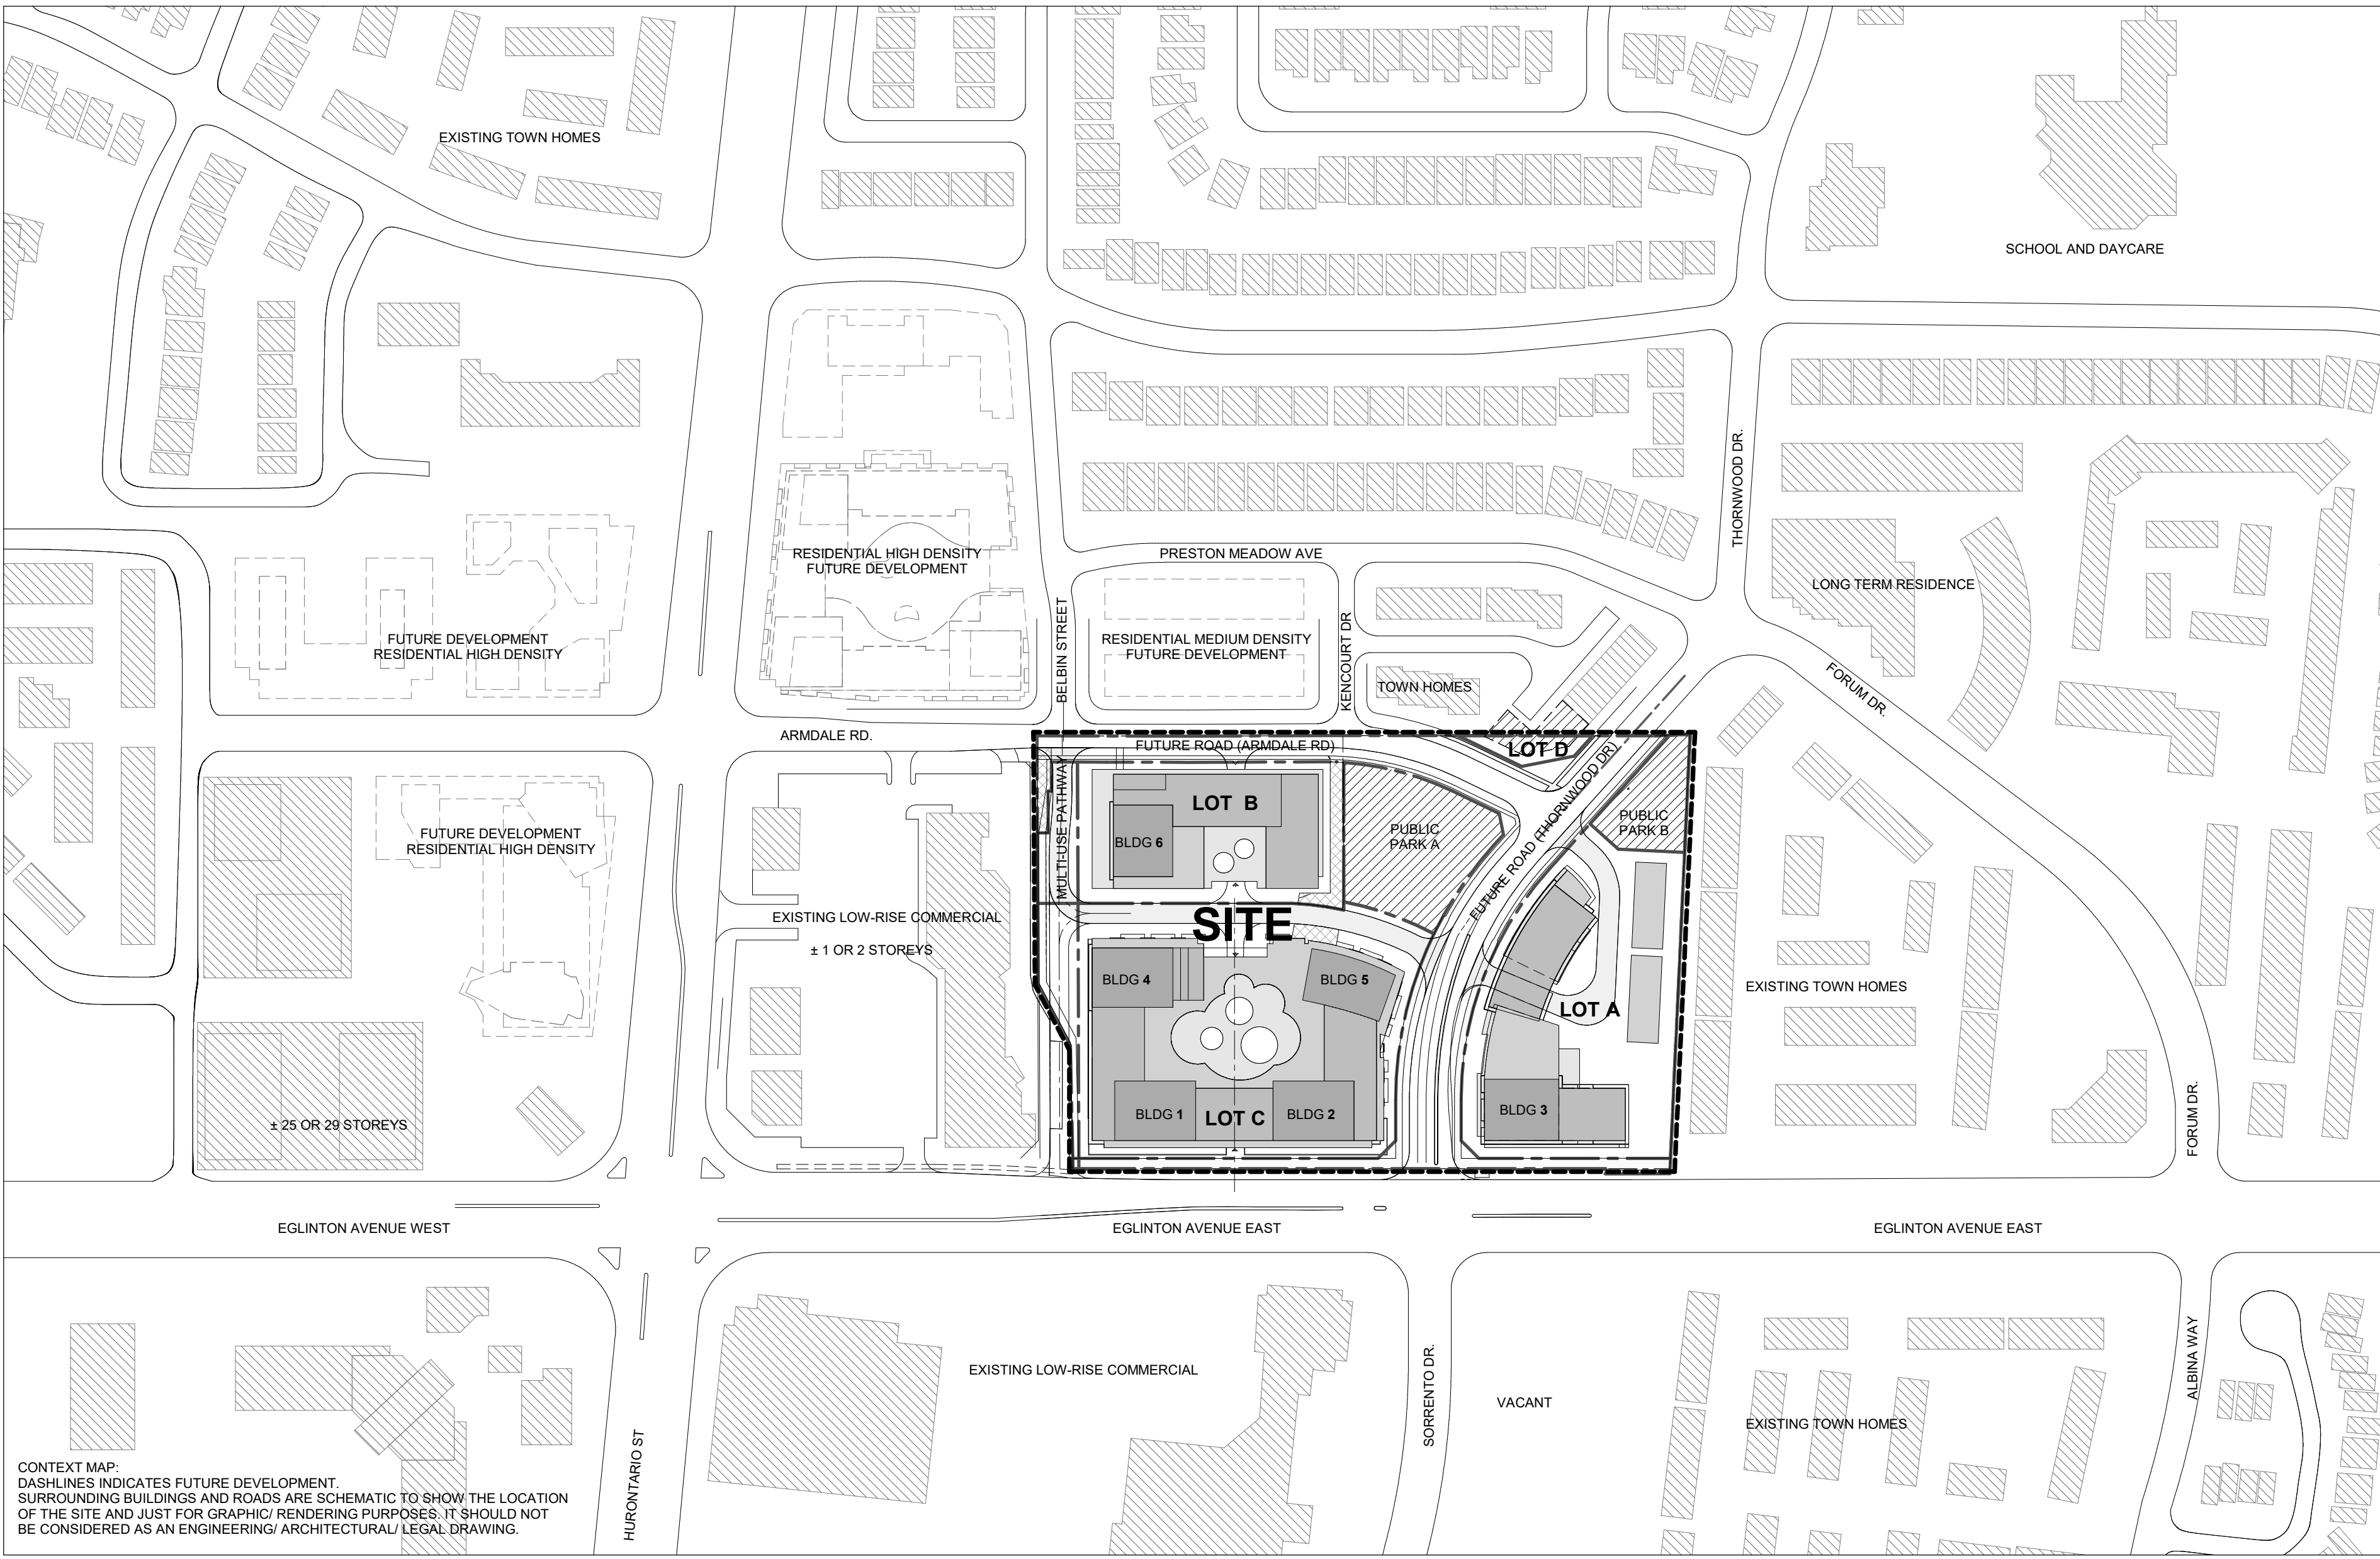 EXISTING TOWN HOMES
SCHOOL AND DAYCARE
THORNWOOD DR.
RESIDENTIAL HIGH DENSITY
FUTURE DEVELOPMENT
PRESTON MEADOW AVE
LONG TERM RESIDENCE
FUTURE DEVELOPMENT
RESIDENTIAL HIGH DENSITY
BELBIN STREET
RESIDENTIAL MEDIUM DENSITY
FUTURE DEVELOPMENT
KENCOURT DR
TOWN HOMES
FORUM DR.
ARMDALE RD.
FUTURE ROAD (ARMDALE RD)
LOT D
MULTI-USE PATHWAY
LOT B
BLDG 6
PUBLIC
PARK A
FUTURE ROAD (THORNWOOD DR)
PUBLIC
PARK B
FUTURE DEVELOPMENT
RESIDENTIAL HIGH DENSITY
EXISTING LOW-RISE COMMERCIAL
± 1 OR 2 STOREYS
SITE
BLDG 4
BLDG 5
LOT A
EXISTING TOWN HOMES
± 25 OR 29 STOREYS
BLDG 1
LOT C
BLDG 2
BLDG 3
FORUM DR.
EGLINTON AVENUE WEST
EGLINTON AVENUE EAST
EGLINTON AVENUE EAST
EXISTING LOW-RISE COMMERCIAL
SORRENTO DR.
VACANT
EXISTING TOWN HOMES
ALBINA WAY
HURONTARIO ST
CONTEXT MAP:
DASHLINES INDICATES FUTURE DEVELOPMENT.
SURROUNDING BUILDINGS AND ROADS ARE SCHEMATIC TO SHOW THE LOCATION
OF THE SITE AND JUST FOR GRAPHIC/ RENDERING PURPOSES. IT SHOULD NOT
BE CONSIDERED AS AN ENGINEERING/ ARCHITECTURAL/ LEGAL DRAWING.